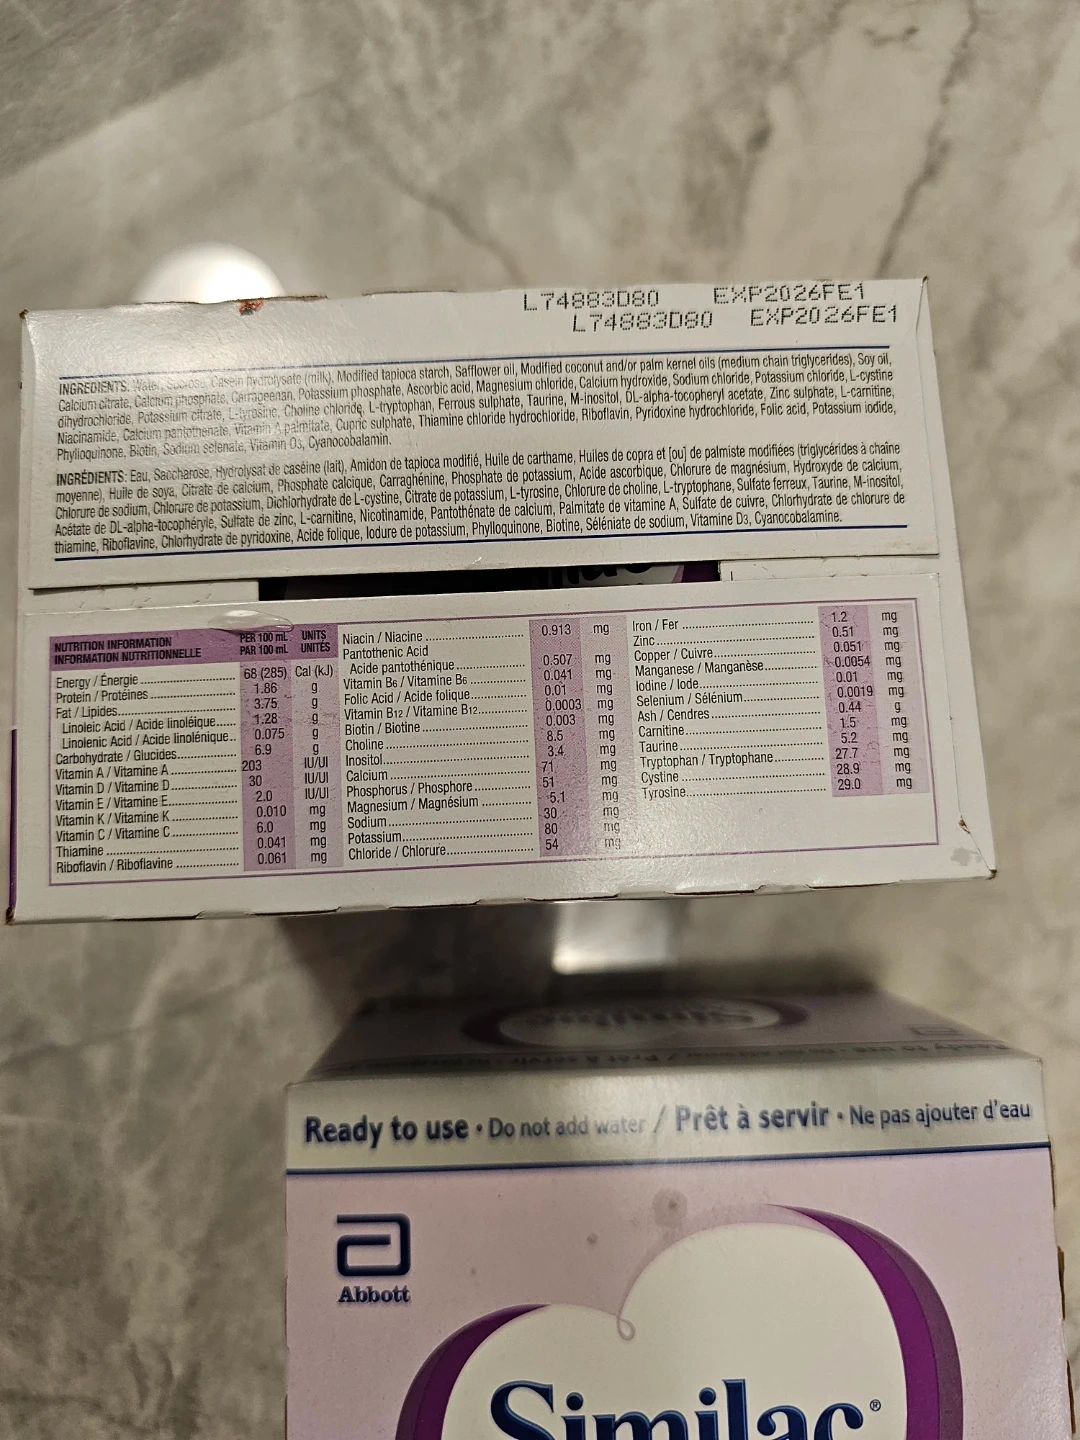 L74883D80 EXP2026FE1
L74883D80 EXP2026FE1
INGREDIENTS: Water, Sucrose, Casein hydrolysate (milk), Modified tapioca starch, Safflower oil, Modified coconut and/or palm kernel oils (medium chain triglycerides), Soy oil,
Calcium citrate, Calcium phosphate, Carrageenan, Potassium phosphate, Ascorbic acid, Magnesium chloride, Calcium hydroxide, Sodium chloride, Potassium chloride, L-cystine
dihydrochloride, Potassium citrate, L-tyrosine, Choline chloride, L-tryptophan, Ferrous sulphate, Taurine, M-inositol, DL-alpha-tocopheryl acetate, Zinc sulphate, L-carnitine,
Niacinamide, Calcium pantothenate, Vitamin A palmitate, Cupric sulphate, Thiamine chloride hydrochloride, Riboflavin, Pyridoxine hydrochloride, Folic acid, Potassium iodide,
Phylloquinone, Biotin, Sodium selenate, Vitamin D3, Cyanocobalamin.
INGRÉDIENTS: Eau, Saccharose, Hydrolysat de caséine (lait), Amidon de tapioca modifié, Huile de carthame, Huiles de copra et [ou] de palmiste modifiées (triglycérides à chaîne
moyenne), Huile de soya, Citrate de calcium, Phosphate calcique, Carraghénine, Phosphate de potassium, Acide ascorbique, Chlorure de magnésium, Hydroxyde de calcium,
Chlorure de sodium, Chlorure de potassium, Dichlorhydrate de L-cystine, Citrate de potassium, L-tyrosine, Chlorure de choline, L-tryptophane, Sulfate ferreux, Taurine, M-inositol,
Acétate de DL-alpha-tocophéryle, Sulfate de zinc, L-carnitine, Nicotinamide, Pantothénate de calcium, Palmitate de vitamine A, Sulfate de cuivre, Chlorhydrate de chlorure de
thiamine, Riboflavine, Chlorhydrate de pyridoxine, Acide folique, Iodure de potassium, Phylloquinone, Biotine, Séléniate de sodium, Vitamine D3, Cyanocobalamine.
NUTRITION INFORMATION PER 100 mL UNITS
INFORMATION NUTRITIONNELLE PAR 100 mL UNITÉS
Energy / Énergie 68 (285) Cal (kJ)
Protein / Protéines 1.86 g
Fat / Lipides 3.75 g
Linoleic Acid / Acide linoléique 1.28 g
Linolenic Acid / Acide linolénique 0.075 g
Carbohydrate / Glucides 6.9 g
Vitamin A / Vitamine A 203 IU/UI
Vitamin D / Vitamine D 30 IU/UI
Vitamin E / Vitamine E 2.0 IU/UI
Vitamin K / Vitamine K 0.010 mg
Vitamin C / Vitamine C 6.0 mg
Thiamine 0.041 mg
Riboflavin / Riboflavine 0.061 mg
Niacin / Niacine 0.913 mg
Pantothenic Acid
Acide pantothénique 0.507 mg
Vitamin B6 / Vitamine B6 0.041 mg
Folic Acid / Acide folique 0.01 mg
Vitamin B12 / Vitamine B12 0.0003 mg
Biotin / Biotine 0.003 mg
Choline 8.5 mg
Inositol 3.4 mg
Calcium 71 mg
Phosphorus / Phosphore 51 mg
Magnesium / Magnésium 5.1 mg
Sodium 30 mg
Potassium 80 mg
Chloride / Chlorure 54 mg
Iron / Fer 1.2 mg
Zinc 0.51 mg
Copper / Cuivre 0.051 mg
Manganese / Manganèse 0.0054 mg
Iodine / Iode 0.01 mg
Selenium / Sélénium 0.0019 mg
Ash / Cendres 0.44 g
Carnitine 1.5 mg
Taurine 5.2 mg
Tryptophan / Tryptophane 27.7 mg
Cystine 28.9 mg
Tyrosine 29.0 mg
Ready to use • Do not add water / Prêt à servir • Ne pas ajouter d'eau
Abbott
Similac®